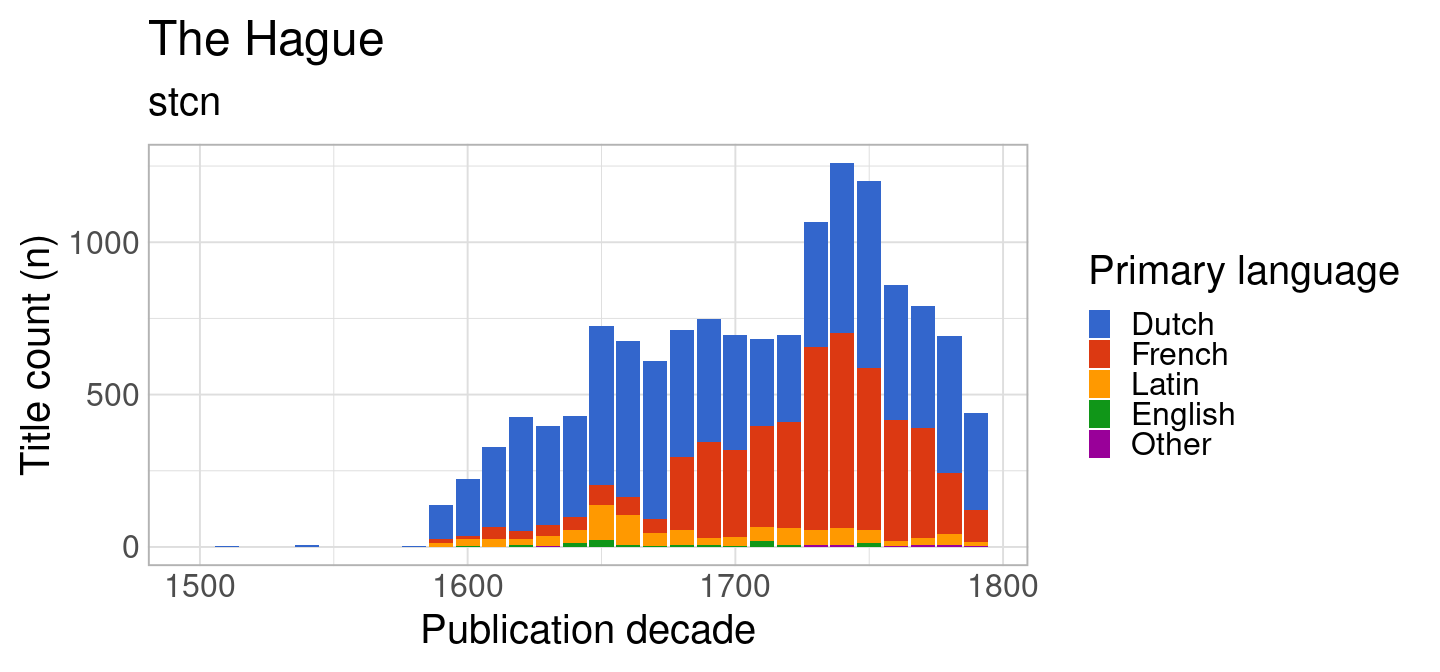 The Hague
stcn
Title count (n)
1000
500
0
1500 1600 1700 1800
Publication decade
Primary language
Dutch
French
Latin
English
Other